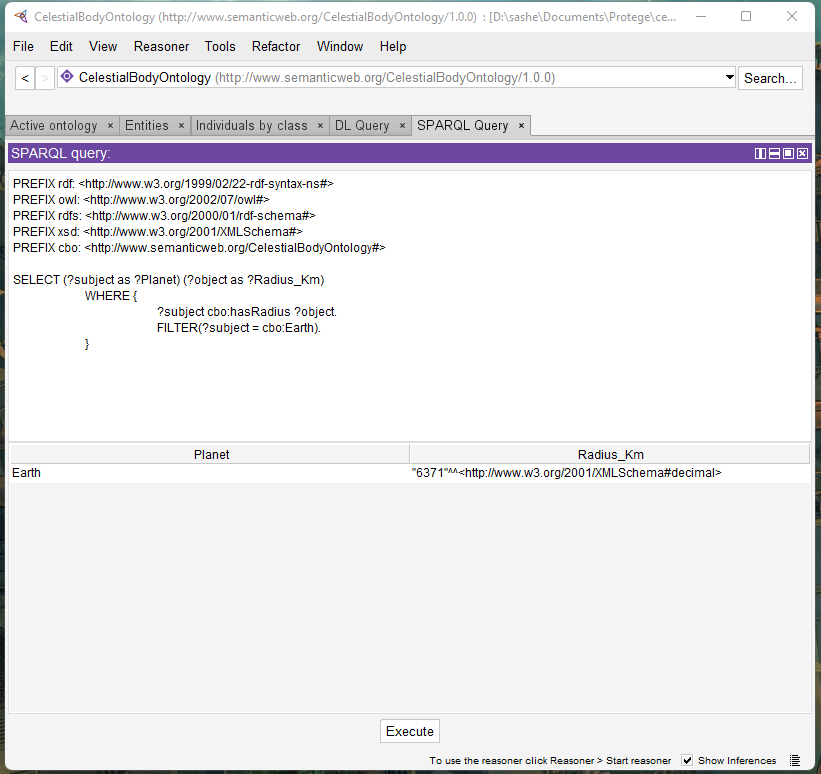 CelestialBodyOntology (http://www.semanticweb.org/CelestialBodyOntology/1.0.0) : [D:\sashe\Documents\Protege\ce...
File Edit View Reasoner Tools Refactor Window Help
< > CelestialBodyOntology (http://www.semanticweb.org/CelestialBodyOntology/1.0.0) Search...
Active ontology × Entities × Individuals by class × DL Query × SPARQL Query ×
SPARQL query:
PREFIX rdf: <http://www.w3.org/1999/02/22-rdf-syntax-ns#>
PREFIX owl: <http://www.w3.org/2002/07/owl#>
PREFIX rdfs: <http://www.w3.org/2000/01/rdf-schema#>
PREFIX xsd: <http://www.w3.org/2001/XMLSchema#>
PREFIX cbo: <http://www.semanticweb.org/CelestialBodyOntology#>
SELECT (?subject as ?Planet) (?object as ?Radius_Km)
WHERE {
?subject cbo:hasRadius ?object.
FILTER(?subject = cbo:Earth).
}
Planet Radius_Km
Earth "6371"^^<http://www.w3.org/2001/XMLSchema#decimal>
Execute
To use the reasoner click Reasoner > Start reasoner Show Inferences